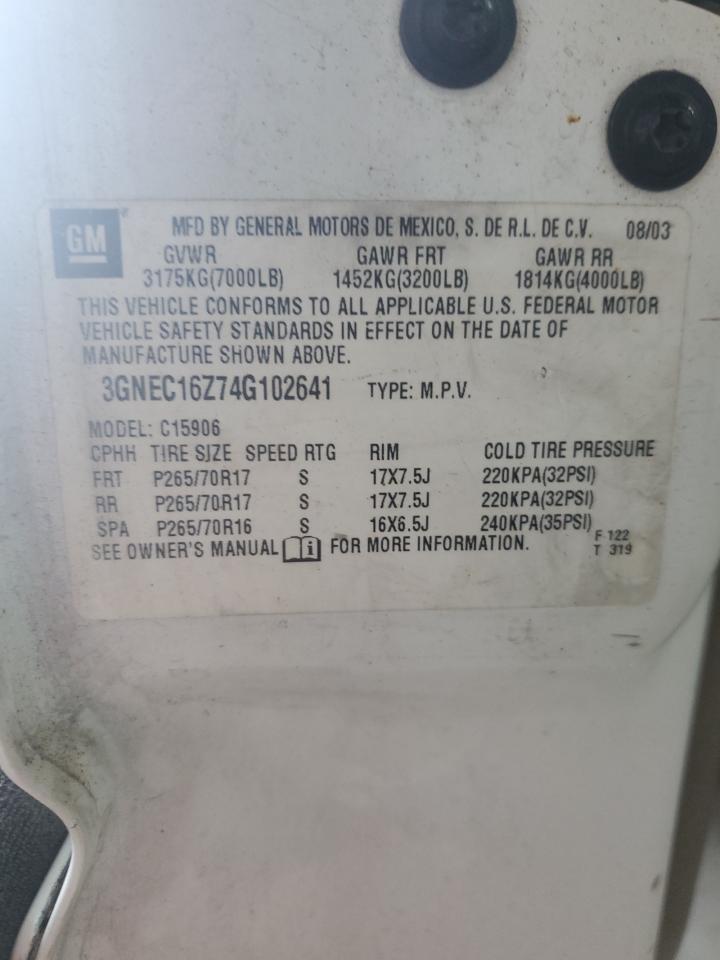 GM MFD BY GENERAL MOTORS DE MEXICO, S. DE R.L. DE C.V. 08/03
GVWR GAWR FRT GAWR RR
3175KG(7000LB) 1452KG(3200LB) 1814KG(4000LB)
THIS VEHICLE CONFORMS TO ALL APPLICABLE U.S. FEDERAL MOTOR
VEHICLE SAFETY STANDARDS IN EFFECT ON THE DATE OF
MANUFACTURE SHOWN ABOVE.
3GNEC16Z74G102641 TYPE: M.P.V.
MODEL: C15906
CPHH TIRE SIZE SPEED RTG RIM COLD TIRE PRESSURE
FRT P265/70R17 S 17X7.5J 220KPA(32PSI)
RR P265/70R17 S 17X7.5J 220KPA(32PSI)
SPA P265/70R16 S 16X6.5J 240KPA(35PSI)
SEE OWNER'S MANUAL i FOR MORE INFORMATION.
F 122
T 319